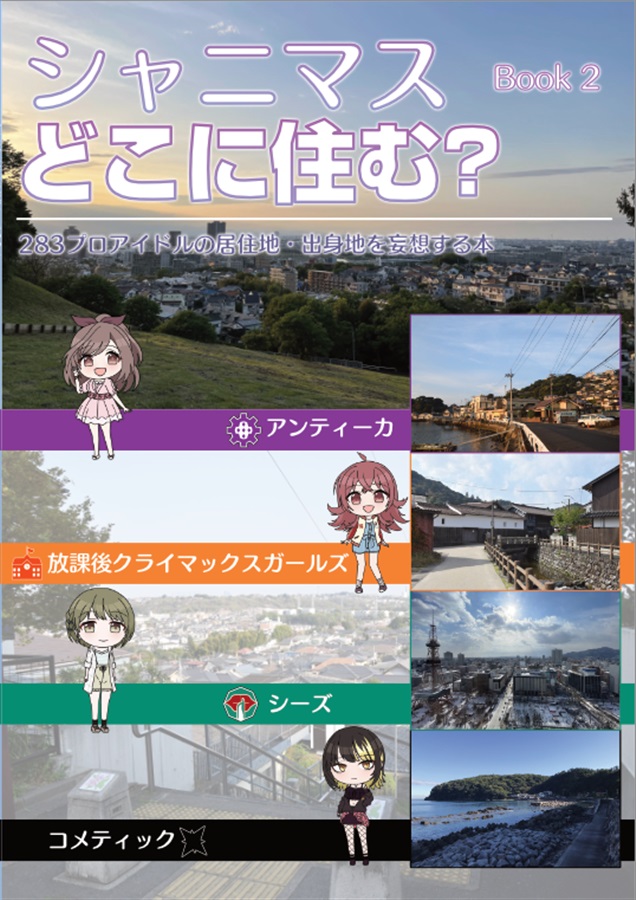 シャニマス
Book 2
どこに住む?
283プロアイドルの居住地・出身地を妄想する本
アンティーカ
放課後クライマックスガールズ
シーズ
コメティック